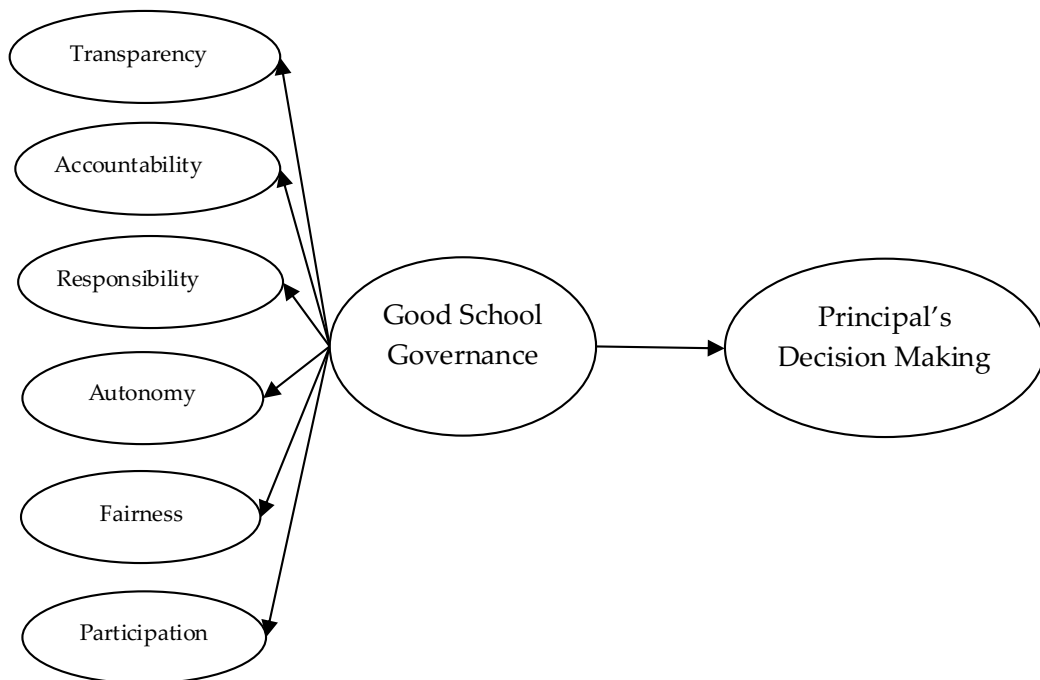 Transparency
Accountability
Responsibility
Autonomy
Fairness
Participation
Good School
Governance
Principal’s
Decision Making